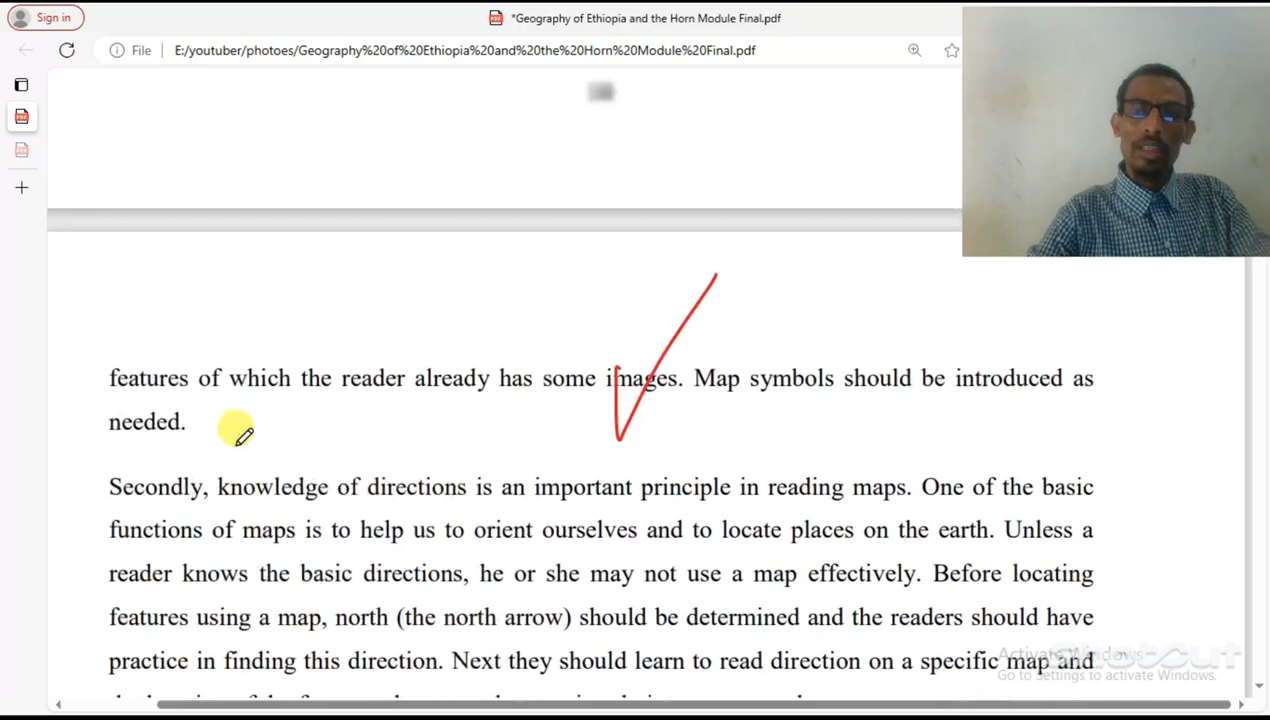 Sign in
*Geography of Ethiopia and the Horn Module Final.pdf
File
E:/youtuber/photoes/Geography%20of%20Ethiopia%20and%20the%20Horn%20Module%20Final.pdf
features of which the reader already has some images. Map symbols should be introduced as
needed.
Secondly, knowledge of directions is an important principle in reading maps. One of the basic
functions of maps is to help us to orient ourselves and to locate places on the earth. Unless a
reader knows the basic directions, he or she may not use a map effectively. Before locating
features using a map, north (the north arrow) should be determined and the readers should have
practice in finding this direction. Next they should learn to read direction on a specific map and
Activate Windows
Go to Settings to activate Windows.